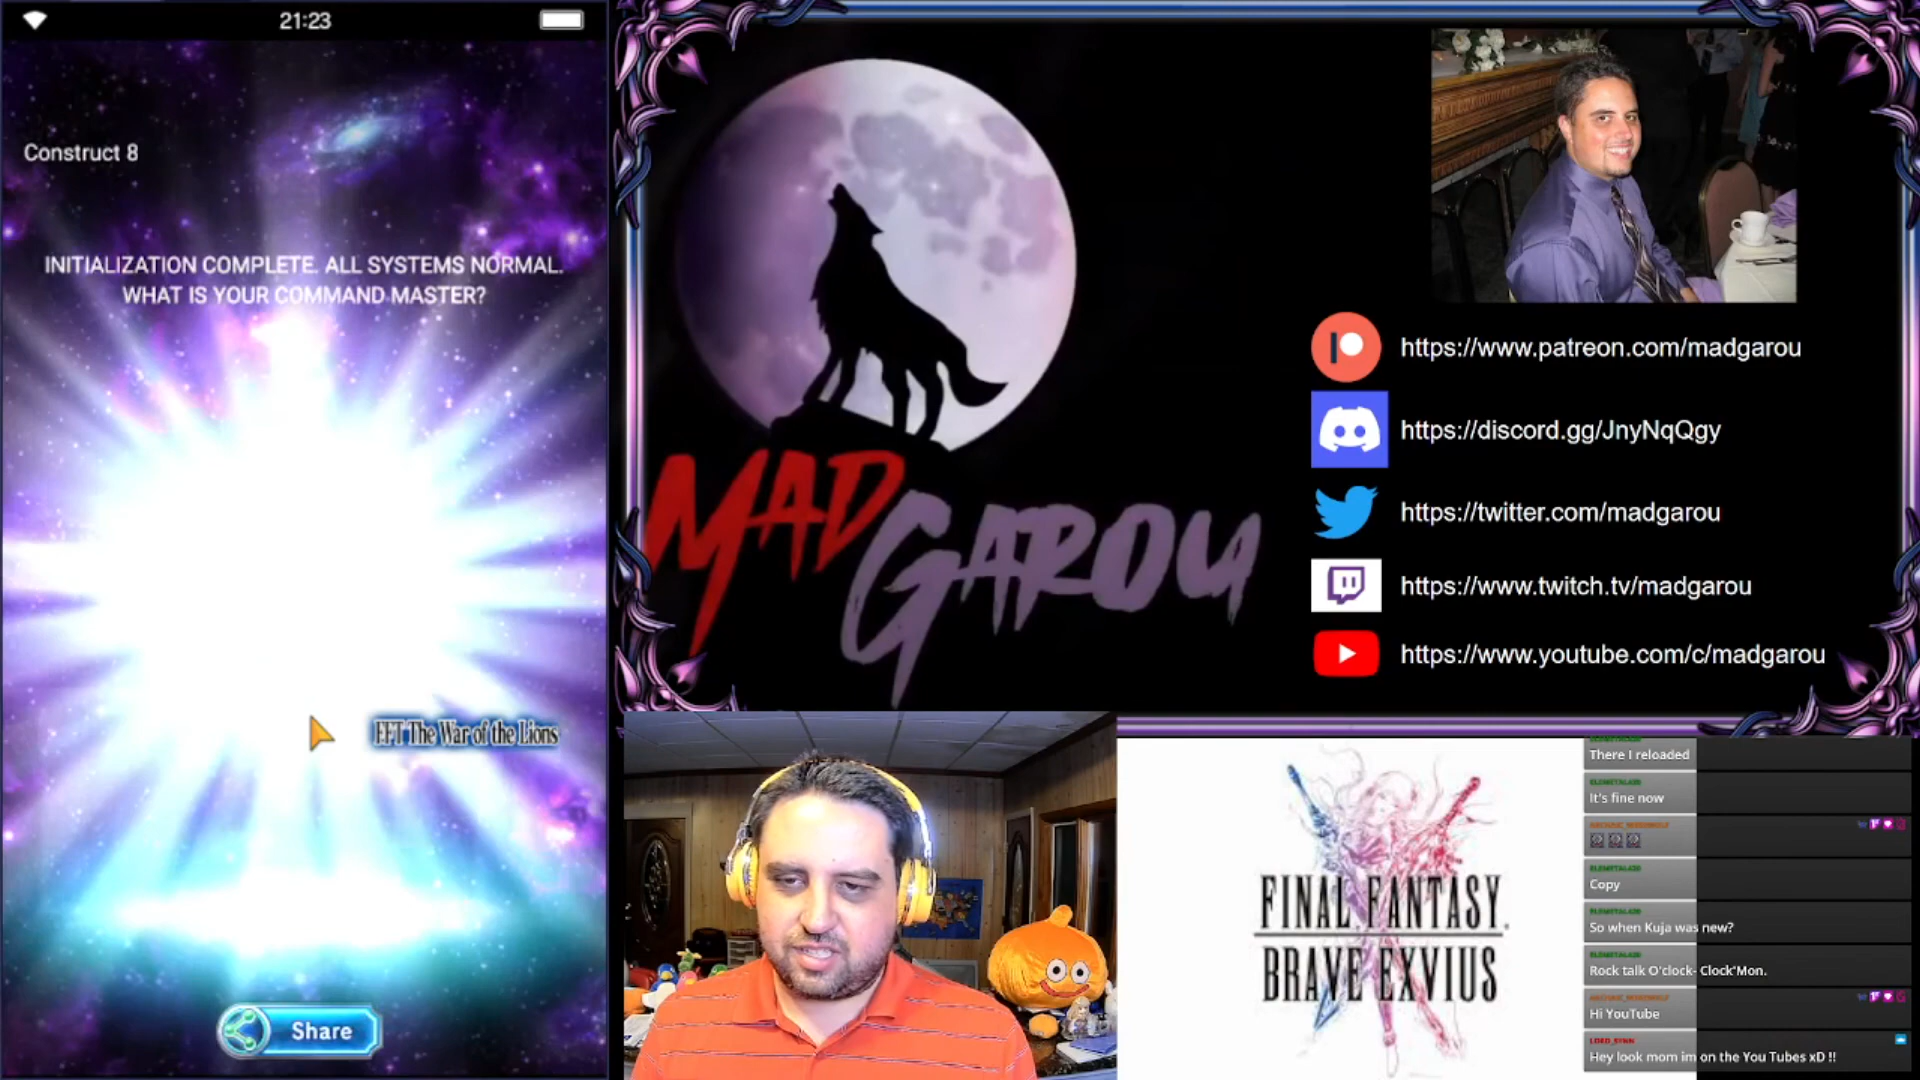 21:23
Construct 8
INITIALIZATION COMPLETE. ALL SYSTEMS NORMAL.
WHAT IS YOUR COMMAND MASTER?
FFT The War of the Lions
Share
MAD
GAROU
https://www.patreon.com/madgarou
https://discord.gg/JnyNqQgy
https://twitter.com/madgarou
https://www.twitch.tv/madgarou
https://www.youtube.com/c/madgarou
FINAL FANTASY.
BRAVE EXVIUS
There I reloaded
It's fine now
Copy
So when Kuja was new?
Rock talk O'clock- Clock'Mon.
Hi YouTube
LORD_SYNN
Hey look mom im on the You Tubes xD !!